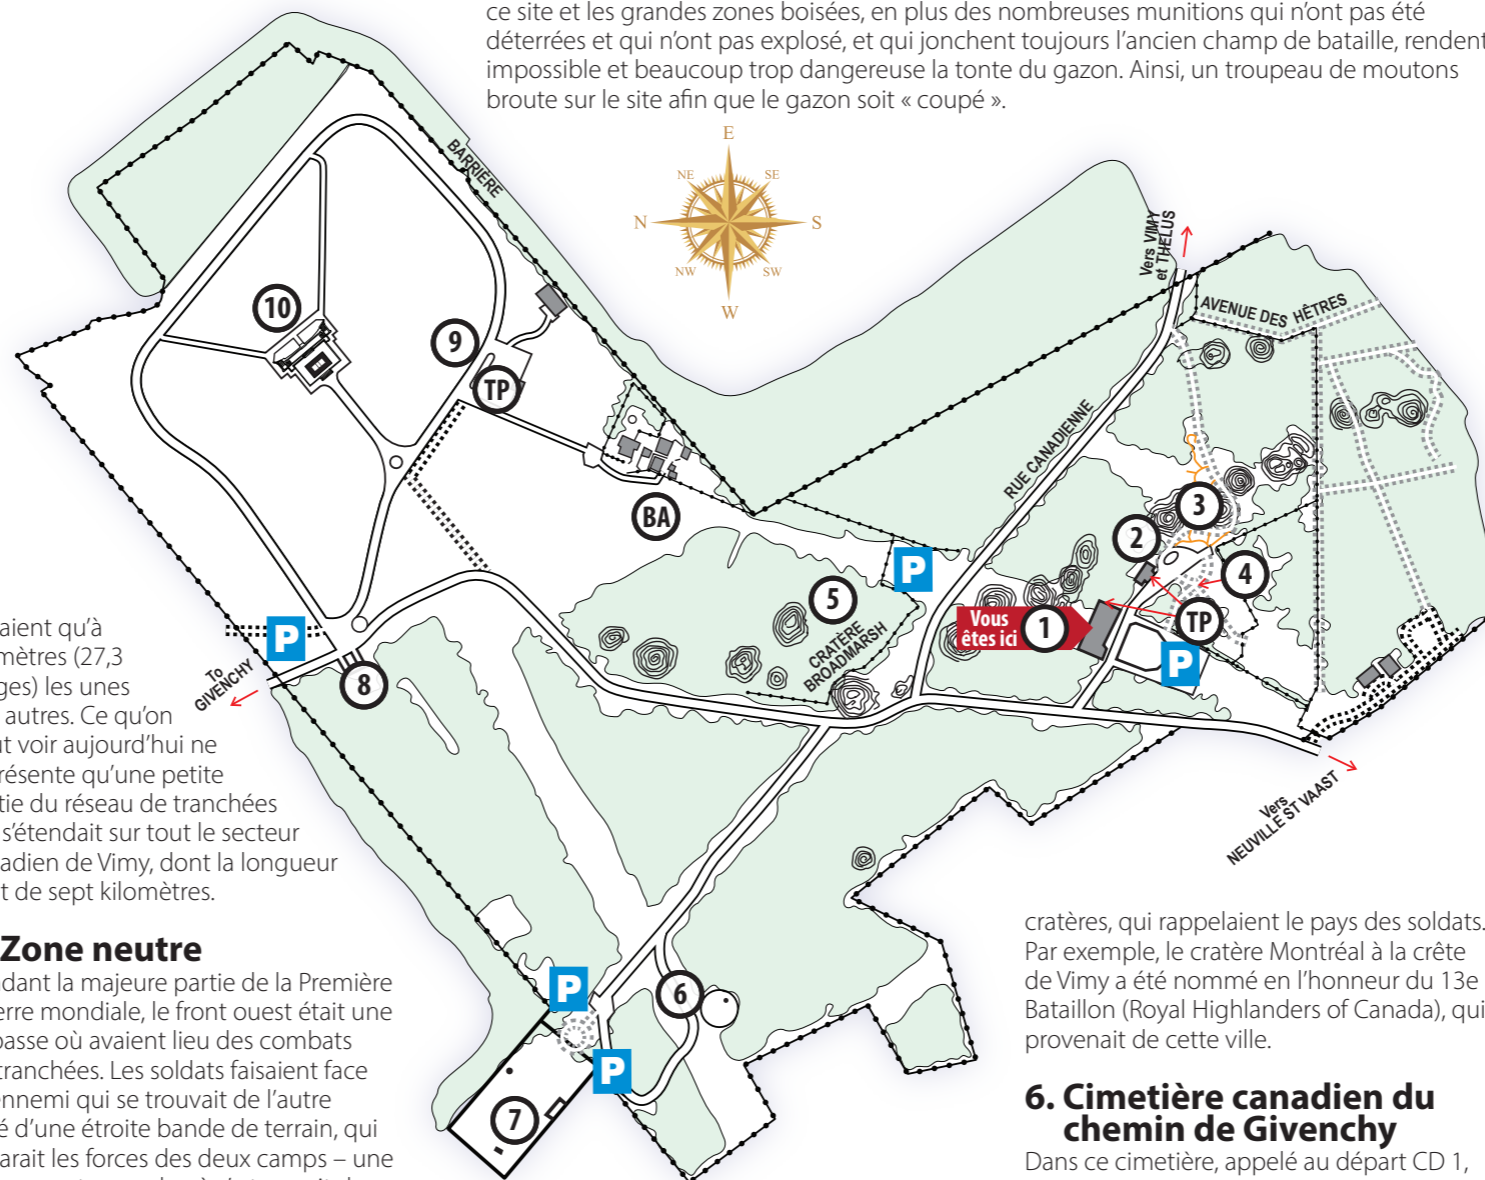 ce site et les grandes zones boisées, en plus des nombreuses munitions qui n’ont pas été
déterrées et qui n’ont pas explosé, et qui jonchent toujours l’ancien champ de bataille, rendent
impossible et beaucoup trop dangereuse la tonte du gazon. Ainsi, un troupeau de moutons
broute sur le site afin que le gazon soit « coupé ».
E
NE
SE
N
S
NW
SW
W
BARRIÈRE
Vers VIMY
et THELUS
AVENUE DES HÊTRES
RUE CANADIENNE
10
9
TP
BA
P
5
CRATÈRE
BROADMARSH
Vous
êtes ici
1
2
3
4
TP
P
P
To
GIVENCHY
8
Vers
NEUVILLE ST VAAST
P
6
P
7
aient qu’à
mètres (27,3
ges) les unes
autres. Ce qu’on
ut voir aujourd’hui ne
résente qu’une petite
tie du réseau de tranchées
s’étendait sur tout le secteur
adien de Vimy, dont la longueur
t de sept kilomètres.
Zone neutre
dant la majeure partie de la Première
erre mondiale, le front ouest était une
passe où avaient lieu des combats
tranchées. Les soldats faisaient face
ennemi qui se trouvait de l’autre
é d’une étroite bande de terrain, qui
arait les forces des deux camps – une
cratères, qui rappelaient le pays des soldats.
Par exemple, le cratère Montréal à la crête
de Vimy a été nommé en l’honneur du 13e
Bataillon (Royal Highlanders of Canada), qui
provenait de cette ville.
6. Cimetière canadien du
chemin de Givenchy
Dans ce cimetière, appelé au départ CD 1,